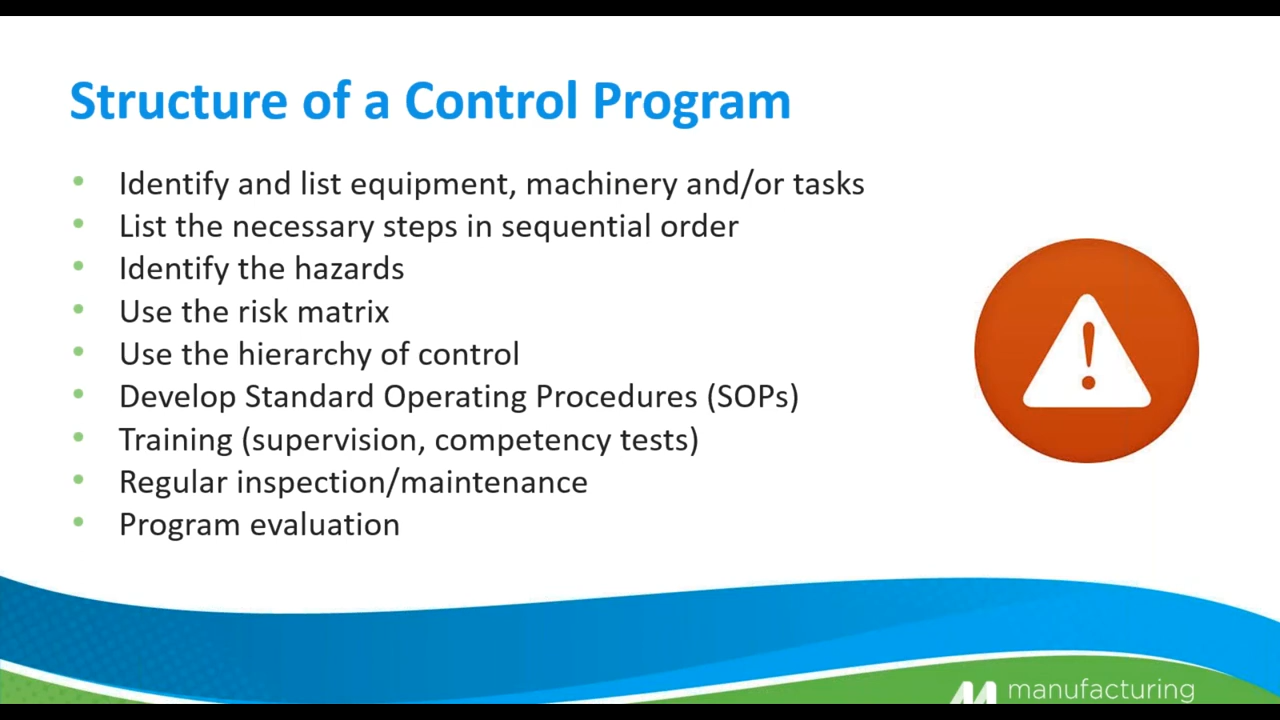 Structure of a Control Program
• Identify and list equipment, machinery and/or tasks
• List the necessary steps in sequential order
• Identify the hazards
• Use the risk matrix
• Use the hierarchy of control
• Develop Standard Operating Procedures (SOPs)
• Training (supervision, competency tests)
• Regular inspection/maintenance
• Program evaluation
!
manufacturing